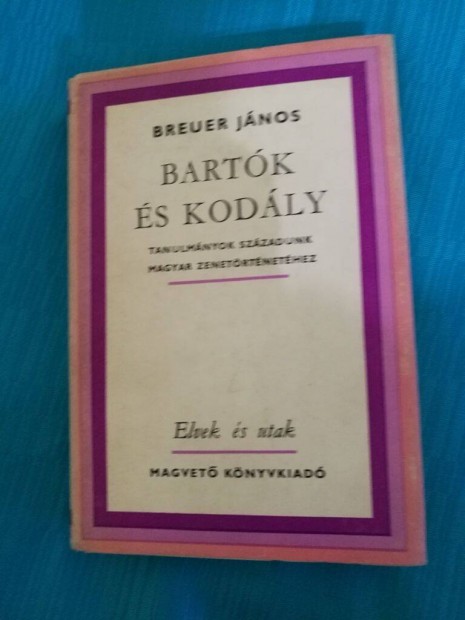 BREUER JÁNOS
BARTÓK
ÉS KODÁLY
TANULMÁNYOK SZÁZADUNK
MAGYAR ZENETÖRTÉNETÉHEZ
Elvek és utak
MAGVETŐ KÖNYVKIADÓ